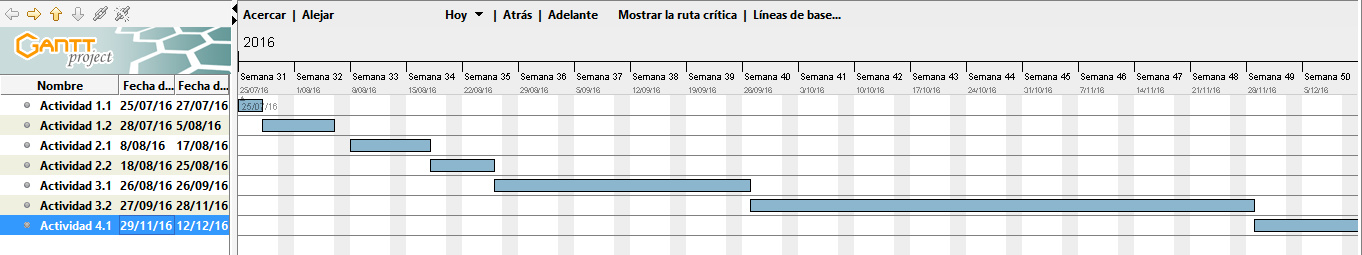 Acercar | Alejar Hoy | Atrás | Adelante Mostrar la ruta crítica | Líneas de base...
GANTT project
2016
Semana 31 Semana 32 Semana 33 Semana 34 Semana 35 Semana 36 Semana 37 Semana 38 Semana 39 Semana 40 Semana 41 Semana 42 Semana 43 Semana 44 Semana 45 Semana 46 Semana 47 Semana 48 Semana 49 Semana 50
25/07/16 1/08/16 8/08/16 15/08/16 22/08/16 29/08/16 5/09/16 12/09/16 19/09/16 26/09/16 3/10/16 10/10/16 17/10/16 24/10/16 31/10/16 7/11/16 14/11/16 21/11/16 28/11/16 5/12/16
Nombre Fecha d... Fecha d...
Actividad 1.1 25/07/16 27/07/16 25/07/16
Actividad 1.2 28/07/16 5/08/16
Actividad 2.1 8/08/16 17/08/16
Actividad 2.2 18/08/16 25/08/16
Actividad 3.1 26/08/16 26/09/16
Actividad 3.2 27/09/16 28/11/16
Actividad 4.1 29/11/16 12/12/16